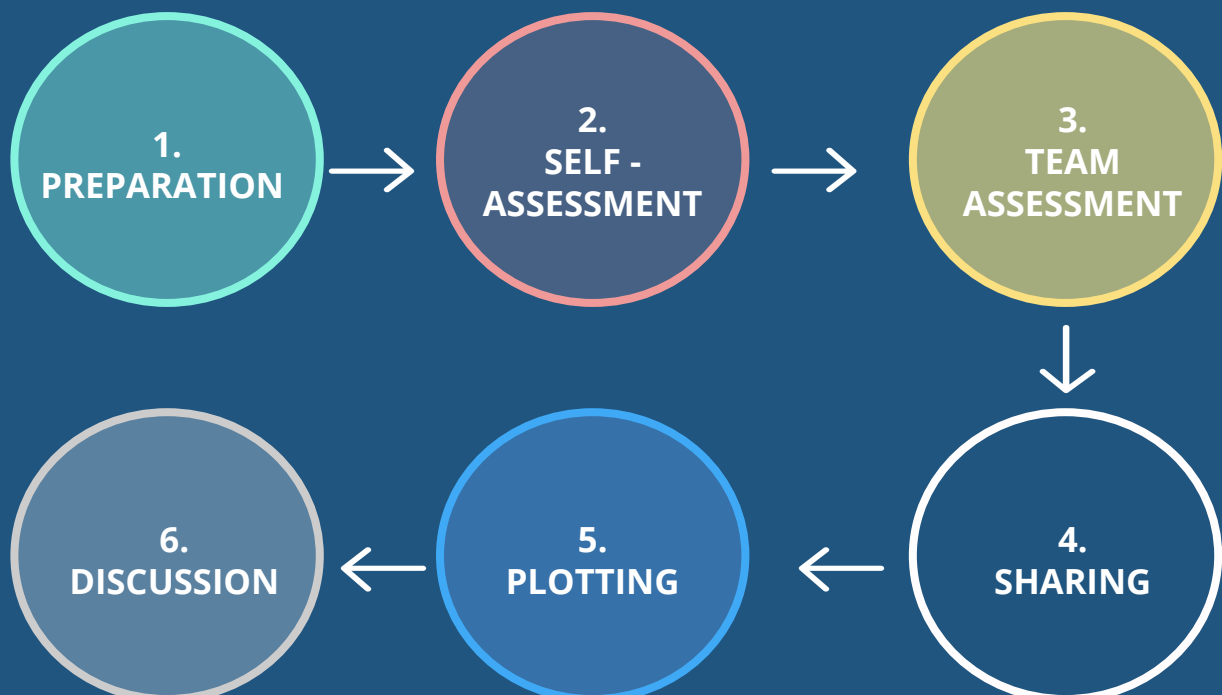 1.
PREPARATION
2.
SELF -
ASSESSMENT
3.
TEAM
ASSESSMENT
4.
SHARING
5.
PLOTTING
6.
DISCUSSION